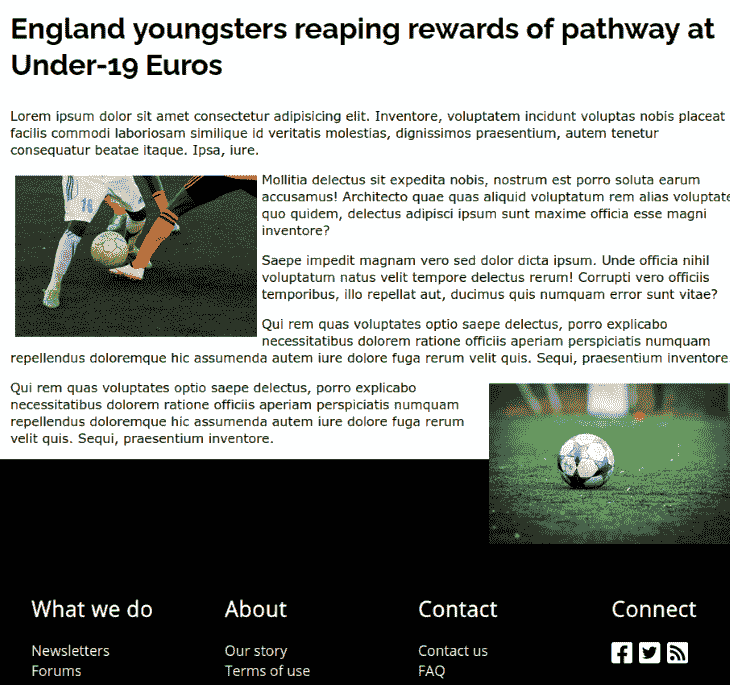 England youngsters reaping rewards of pathway at
Under-19 Euros
Lorem ipsum dolor sit amet consectetur adipisicing elit. Inventore, voluptatem incidunt voluptas nobis placeat
facilis commodi laboriosam similique id veritatis molestias, dignissimos praesentium, autem tenetur
consequatur beatae itaque. Ipsa, iure.
16
Mollitia delectus sit expedita nobis, nostrum est porro soluta earum
accusamus! Architecto quae quas aliquid voluptatum rem alias voluptate
quo quidem, delectus adipisci ipsum sunt maxime officia esse magni
inventore?
Saepe impedit magnam vero sed dolor dicta ipsum. Unde officia nihil
voluptatum natus velit tempore delectus rerum! Corrupti vero officiis
temporibus, illo repellat aut, ducimus quis numquam error sunt vitae?
Qui rem quas voluptates optio saepe delectus, porro explicabo
necessitatibus dolorem ratione officiis aperiam perspiciatis numquam
repellendus doloremque hic assumenda autem iure dolore fuga rerum velit quis. Sequi, praesentium inventore
Qui rem quas voluptates optio saepe delectus, porro explicabo
necessitatibus dolorem ratione officiis aperiam perspiciatis numquam
repellendus doloremque hic assumenda autem iure dolore fuga rerum
velit quis. Sequi, praesentium inventore.
What we do
Newsletters
Forums
About
Our story
Terms of use
Contact
Contact us
FAQ
Connect